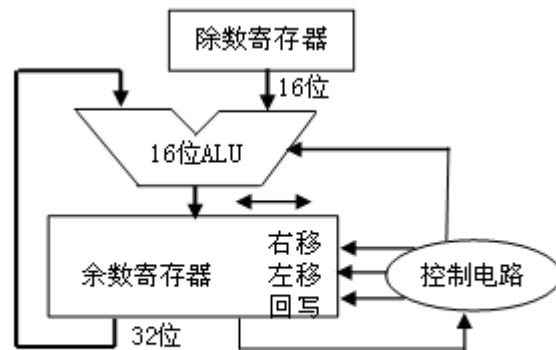 除数寄存器
16位
16位ALU
右移
余数寄存器
左移
控制电路
回写
32位